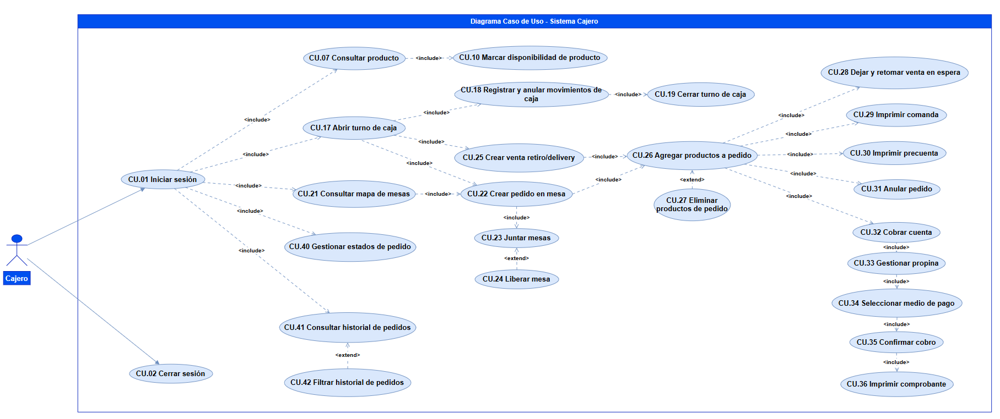 Diagrama Caso de Uso - Sistema Cajero
CU.07 Consultar producto
<include>
CU.10 Marcar disponibilidad de producto
CU.28 Dejar y retomar venta en espera
CU.18 Registrar y anular movimientos de
caja
<include>
CU.19 Cerrar turno de caja
<include>
<include>
<include>
CU.29 Imprimir comanda
CU.17 Abrir turno de caja
<include>
<include>
<include>
CU.25 Crear venta retiro/delivery
<include>
CU.26 Agregar productos a pedido
<include>
CU.30 Imprimir precuenta
<include>
CU.01 Iniciar sesión
<include>
<extend>
<include>
<include>
CU.21 Consultar mapa de mesas
<include>
CU.22 Crear pedido en mesa
CU.31 Anular pedido
CU.27 Eliminar
productos de pedido
<include>
<include>
<include>
CU.23 Juntar mesas
CU.32 Cobrar cuenta
CU.40 Gestionar estados de pedido
<include>
<include>
<extend>
CU.33 Gestionar propina
Cajero
CU.24 Liberar mesa
<include>
CU.34 Seleccionar medio de pago
<include>
CU.41 Consultar historial de pedidos
CU.35 Confirmar cobro
<extend>
<include>
CU.02 Cerrar sesión
CU.42 Filtrar historial de pedidos
CU.36 Imprimir comprobante